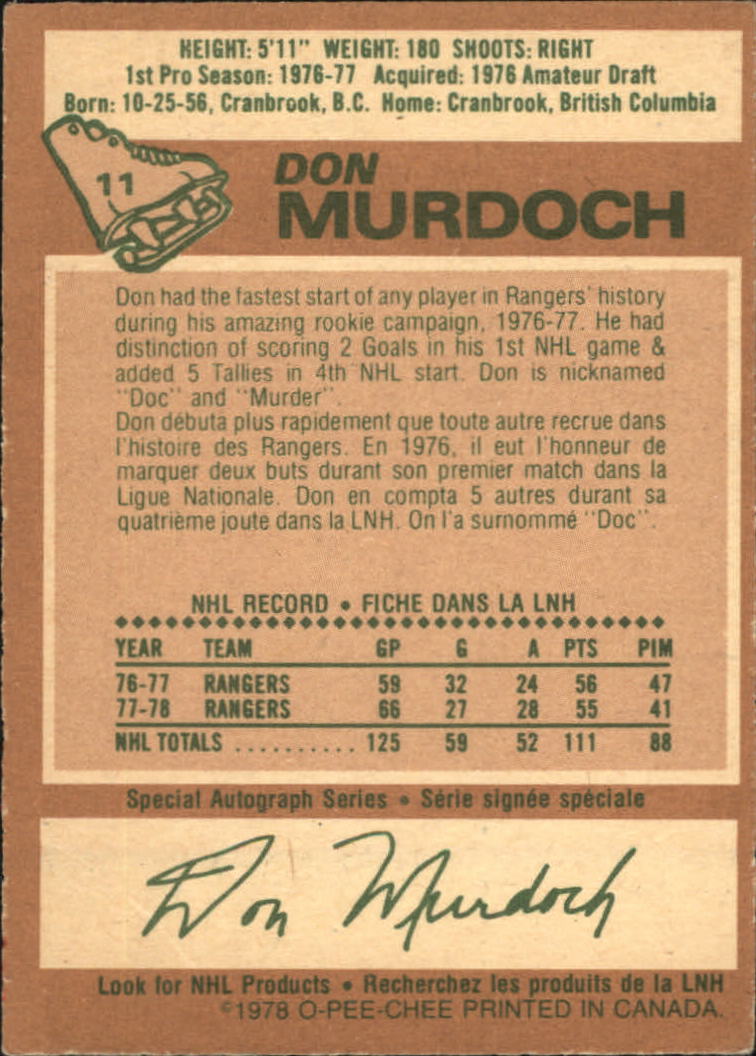 HEIGHT: 5'11" WEIGHT: 180 SHOOTS: RIGHT
1st Pro Season: 1976-77 Acquired: 1976 Amateur Draft
Born: 10-25-56, Cranbrook, B.C. Home: Cranbrook, British Columbia
11
DON
MURDOCH
Don had the fastest start of any player in Rangers' history
during his amazing rookie campaign, 1976-77. He had
distinction of scoring 2 Goals in his 1st NHL game &
added 5 Tallies in 4th NHL start. Don is nicknamed
"Doc" and "Murder".
Don débuta plus rapidement que toute autre recrue dans
l'histoire des Rangers. En 1976, il eut l'honneur de
marquer deux buts durant son premier match dans la
Ligue Nationale. Don en compta 5 autres durant sa
quatrième joute dans la LNH. On l'a surnommé "Doc".
NHL RECORD • FICHE DANS LA LNH
YEAR TEAM GP G A PTS PIM
76-77 RANGERS 59 32 24 56 47
77-78 RANGERS 66 27 28 55 41
NHL TOTALS .......... 125 59 52 111 88
Special Autograph Series • Série signée spéciale
Don Murdoch
Look for NHL Products • Recherchez les produits de la LNH
©1978 O-PEE-CHEE PRINTED IN CANADA.